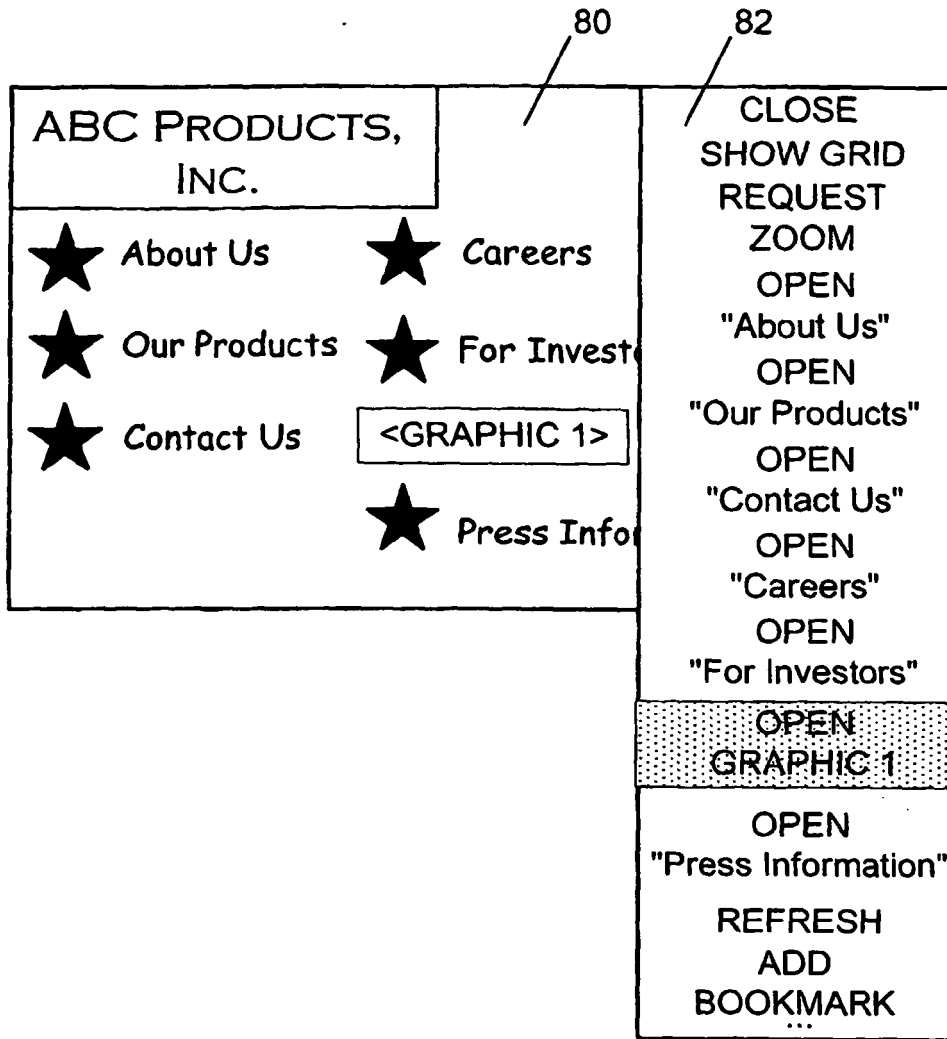 80
82
ABC PRODUCTS,
INC.
About Us
Careers
Our Products
For Invest
Contact Us
<GRAPHIC 1>
Press Infor
CLOSE
SHOW GRID
REQUEST
ZOOM
OPEN
"About Us"
OPEN
"Our Products"
OPEN
"Contact Us"
OPEN
"Careers"
OPEN
"For Investors"
OPEN
GRAPHIC 1
OPEN
"Press Information"
REFRESH
ADD
BOOKMARK
...